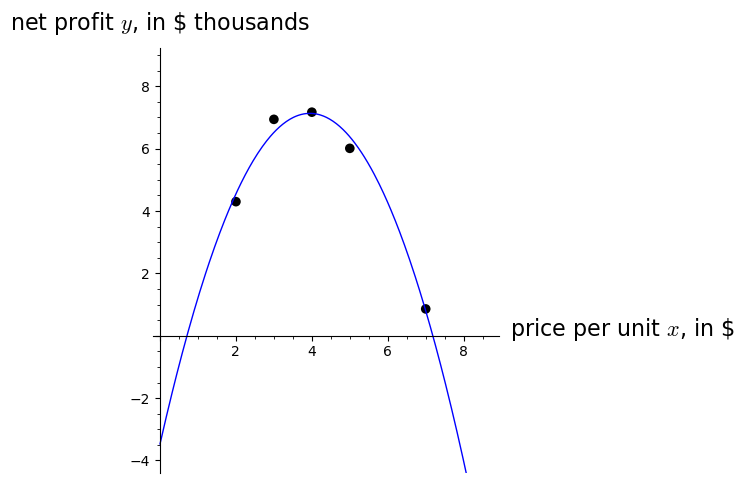 net profit y, in $ thousands
8
6
4
2
−2
−4
2 4 6 8
price per unit x, in $